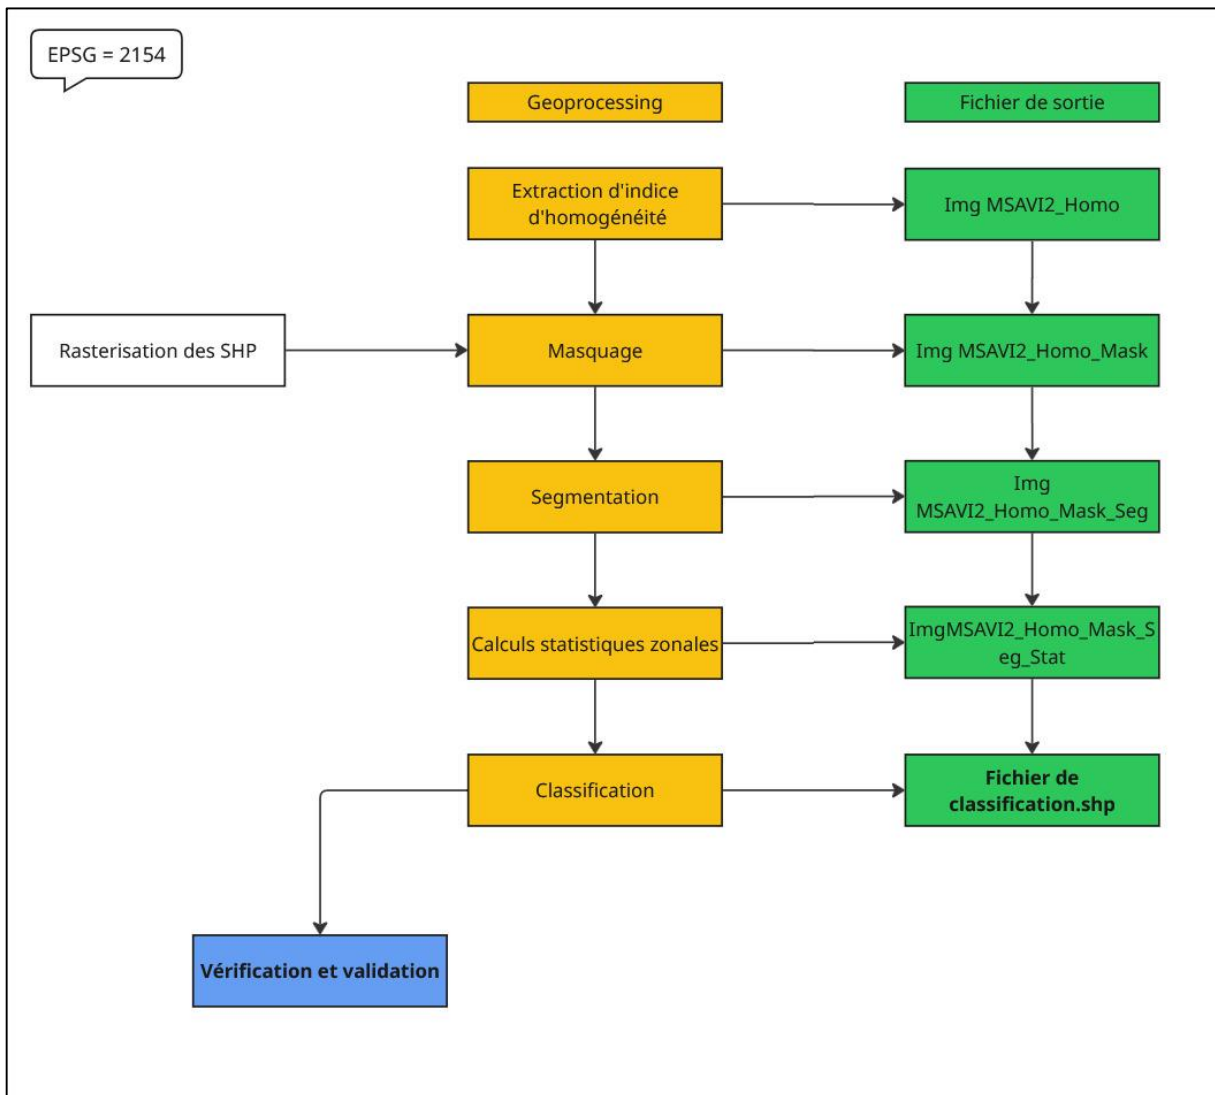 EPSG = 2154
Geoprocessing
Fichier de sortie
Extraction d'indice
d'homogénéité
Img MSAVI2_Homo
Rasterisation des SHP
Masquage
Img MSAVI2_Homo_Mask
Segmentation
Img
MSAVI2_Homo_Mask_Seg
Calculs statistiques zonales
ImgMSAVI2_Homo_Mask_S
eg_Stat
Classification
Fichier de
classification.shp
Vérification et validation